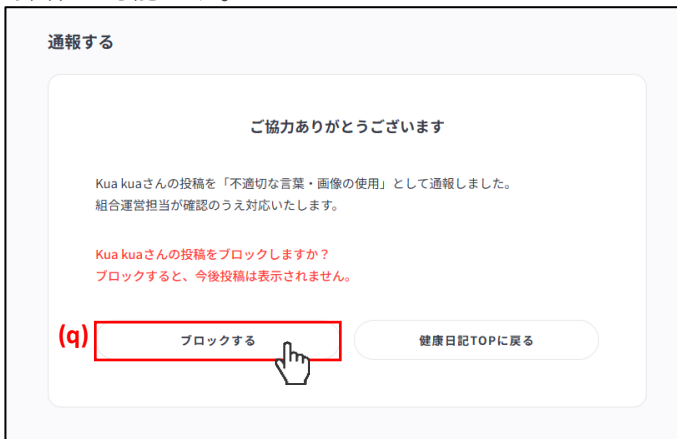 通報する
ご協力ありがとうございます
Kua kuaさんの投稿を「不適切な言葉・画像の使用」として通報しました。
組合運営担当が確認のうえ対応いたします。
Kua kuaさんの投稿をブロックしますか？
ブロックすると、今後投稿は表示されません。
(q) ブロックする 健康日記TOPに戻る